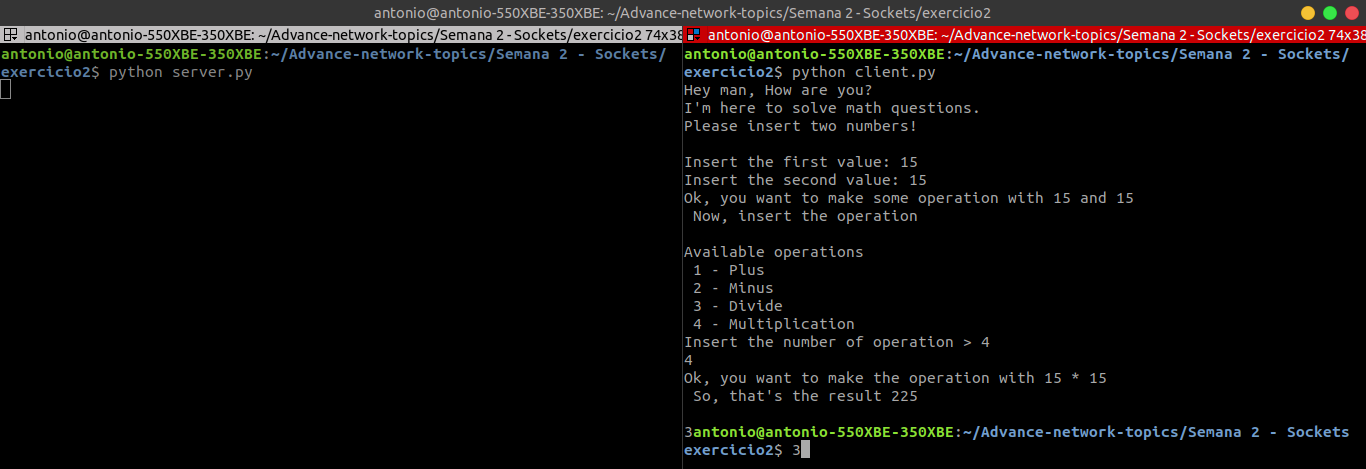 antonio@antonio-550XBE-350XBE: ~/Advance-network-topics/Semana 2 - Sockets/exercicio2
antonio@antonio-550XBE-350XBE: ~/Advance-network-topics/Semana 2 - Sockets/exercicio2 74x38
antonio@antonio-550XBE-350XBE:~/Advance-network-topics/Semana 2 - Sockets/
exercicio2$ python server.py
antonio@antonio-550XBE-350XBE: ~/Advance-network-topics/Semana 2 - Sockets/exercicio2 74x38
antonio@antonio-550XBE-350XBE:~/Advance-network-topics/Semana 2 - Sockets/
exercicio2$ python client.py
Hey man, How are you?
I'm here to solve math questions.
Please insert two numbers!
Insert the first value: 15
Insert the second value: 15
Ok, you want to make some operation with 15 and 15
Now, insert the operation
Available operations
1 - Plus
2 - Minus
3 - Divide
4 - Multiplication
Insert the number of operation > 4
4
Ok, you want to make the operation with 15 * 15
So, that's the result 225
3antonio@antonio-550XBE-350XBE:~/Advance-network-topics/Semana 2 - Sockets
exercicio2$ 3